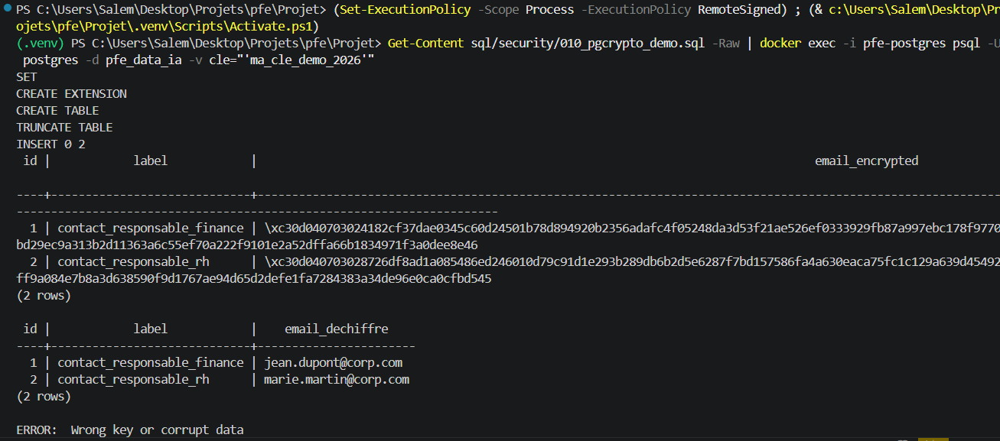 PS C:\Users\Salem\Desktop\Projets\pfe\Projet> (Set-ExecutionPolicy -Scope Process -ExecutionPolicy RemoteSigned) ; (& c:\Users\Salem\Desktop\Pr
ojets\pfe\Projet\.venv\Scripts\Activate.ps1)
(.venv) PS C:\Users\Salem\Desktop\Projets\pfe\Projet> Get-Content sql/security/010_pgcrypto_demo.sql -Raw | docker exec -i pfe-postgres psql -U
postgres -d pfe_data_ia -v cle="'ma_cle_demo_2026'"
SET
CREATE EXTENSION
CREATE TABLE
TRUNCATE TABLE
INSERT 0 2
id | label | email_encrypted
----+-----------------------------+---------------------------------------------------------------------------------------------------------------
----------------------------------------------------------------------
1 | contact_responsable_finance | \xc30d040703024182cf37dae0345c60d24501b78d894920b2356adafc4f05248da3d53f21ae526ef0333929fb87a997ebc178f9770
bd29ec9a313b2d11363a6c55ef70a222f9101e2a52dffa66b1834971f3a0dee8e46
2 | contact_responsable_rh | \xc30d040703028726df8ad1a085486ed246010d79c91d1e293b289db6b2d5e6287f7bd157586fa4a630eaca75fc1c129a639d45492
ff9a084e7b8a3d638590f9d1767ae94d65d2defe1fa7284383a34de96e0ca0cfbd545
(2 rows)
id | label | email_dechiffre
----+-----------------------------+-----------------------
1 | contact_responsable_finance | jean.dupont@corp.com
2 | contact_responsable_rh | marie.martin@corp.com
(2 rows)
ERROR: Wrong key or corrupt data